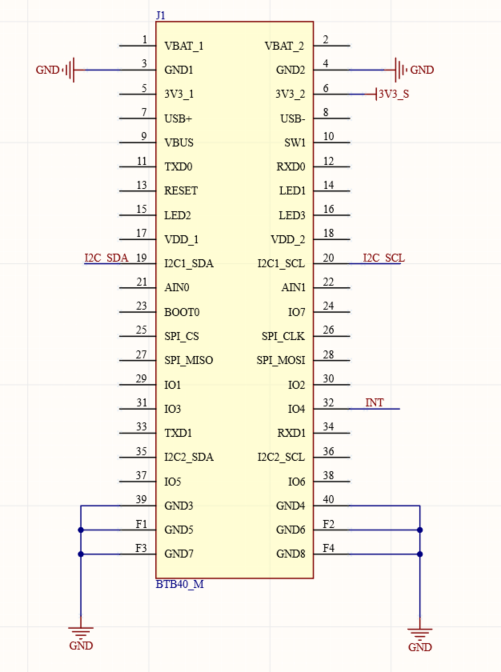 J1
1 VBAT_1 VBAT_2 2
GND 3 GND1 GND2 4 GND
5 3V3_1 3V3_2 6 3V3_S
7 USB+ USB- 8
9 VBUS SW1 10
11 TXD0 RXD0 12
13 RESET LED1 14
15 LED2 LED3 16
17 VDD_1 VDD_2 18
I2C_SDA 19 I2C1_SDA I2C1_SCL 20 I2C_SCL
21 AIN0 AIN1 22
23 BOOT0 IO7 24
25 SPI_CS SPI_CLK 26
27 SPI_MISO SPI_MOSI 28
29 IO1 IO2 30
31 IO3 IO4 32 INT
33 TXD1 RXD1 34
35 I2C2_SDA I2C2_SCL 36
37 IO5 IO6 38
39 GND3 GND4 40
F1 GND5 GND6 F2
F3 GND7 GND8 F4
BTB40_M
GND GND